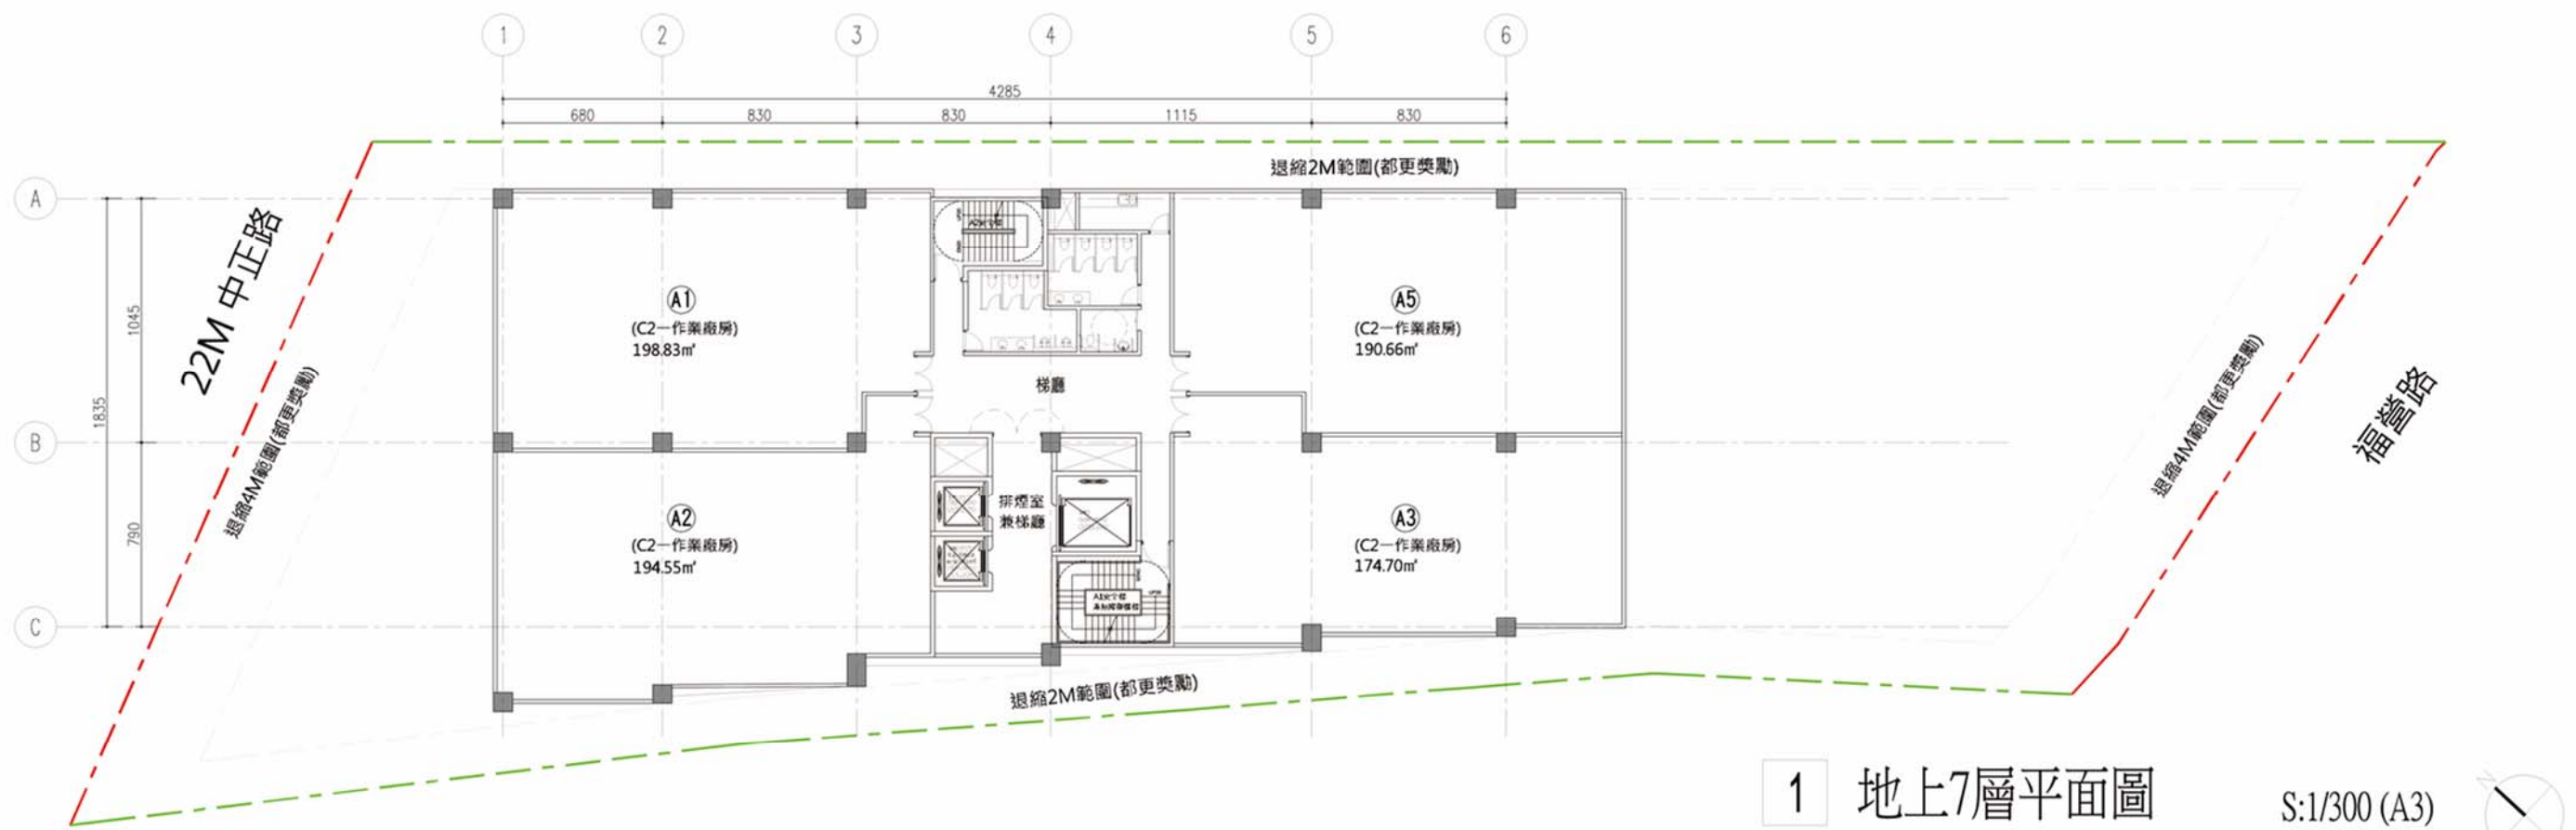 1 2 3 4 5 6
4285
680 830 830 1115 830
退縮2M範圍(都更獎勵)
A
22M 中正路
1045
1835
退縮4M範圍(都更獎勵)
A1
(C2一作業廠房)
198.83㎡
A5
(C2一作業廠房)
190.66㎡
梯廳
退縮4M範圍(都更獎勵)
福營路
B
790
A2
(C2一作業廠房)
194.55㎡
排煙室
兼梯廳
A3
(C2一作業廠房)
174.70㎡
C
退縮2M範圍(都更獎勵)
1 地上7層平面圖
S:1/300 (A3)
N